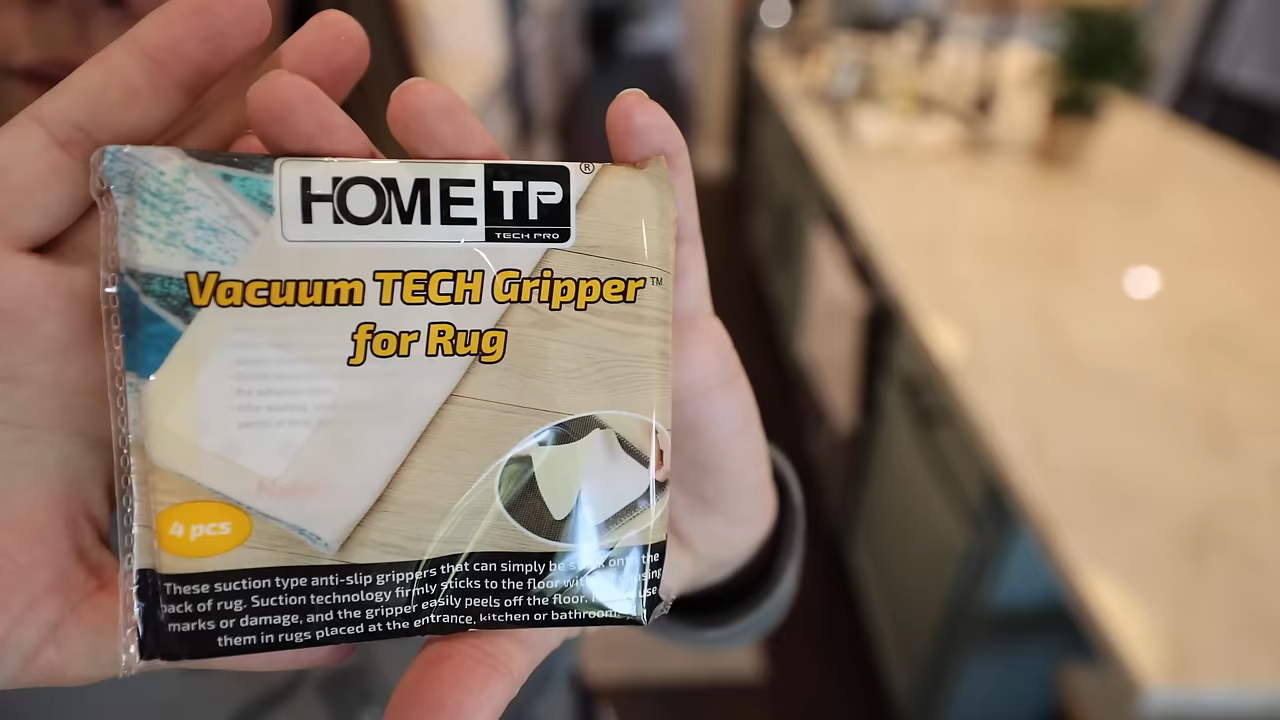 HOME TP ®
TECH PRO
Vacuum TECH Gripper™
for Rug
4 pcs
These suction type anti-slip grippers that can simply be the
back of rug. Suction technology firmly sticks to the floor
marks or damage, and the gripper easily peels off the floor. use
them in rugs placed at the entrance, kitchen or bathroom